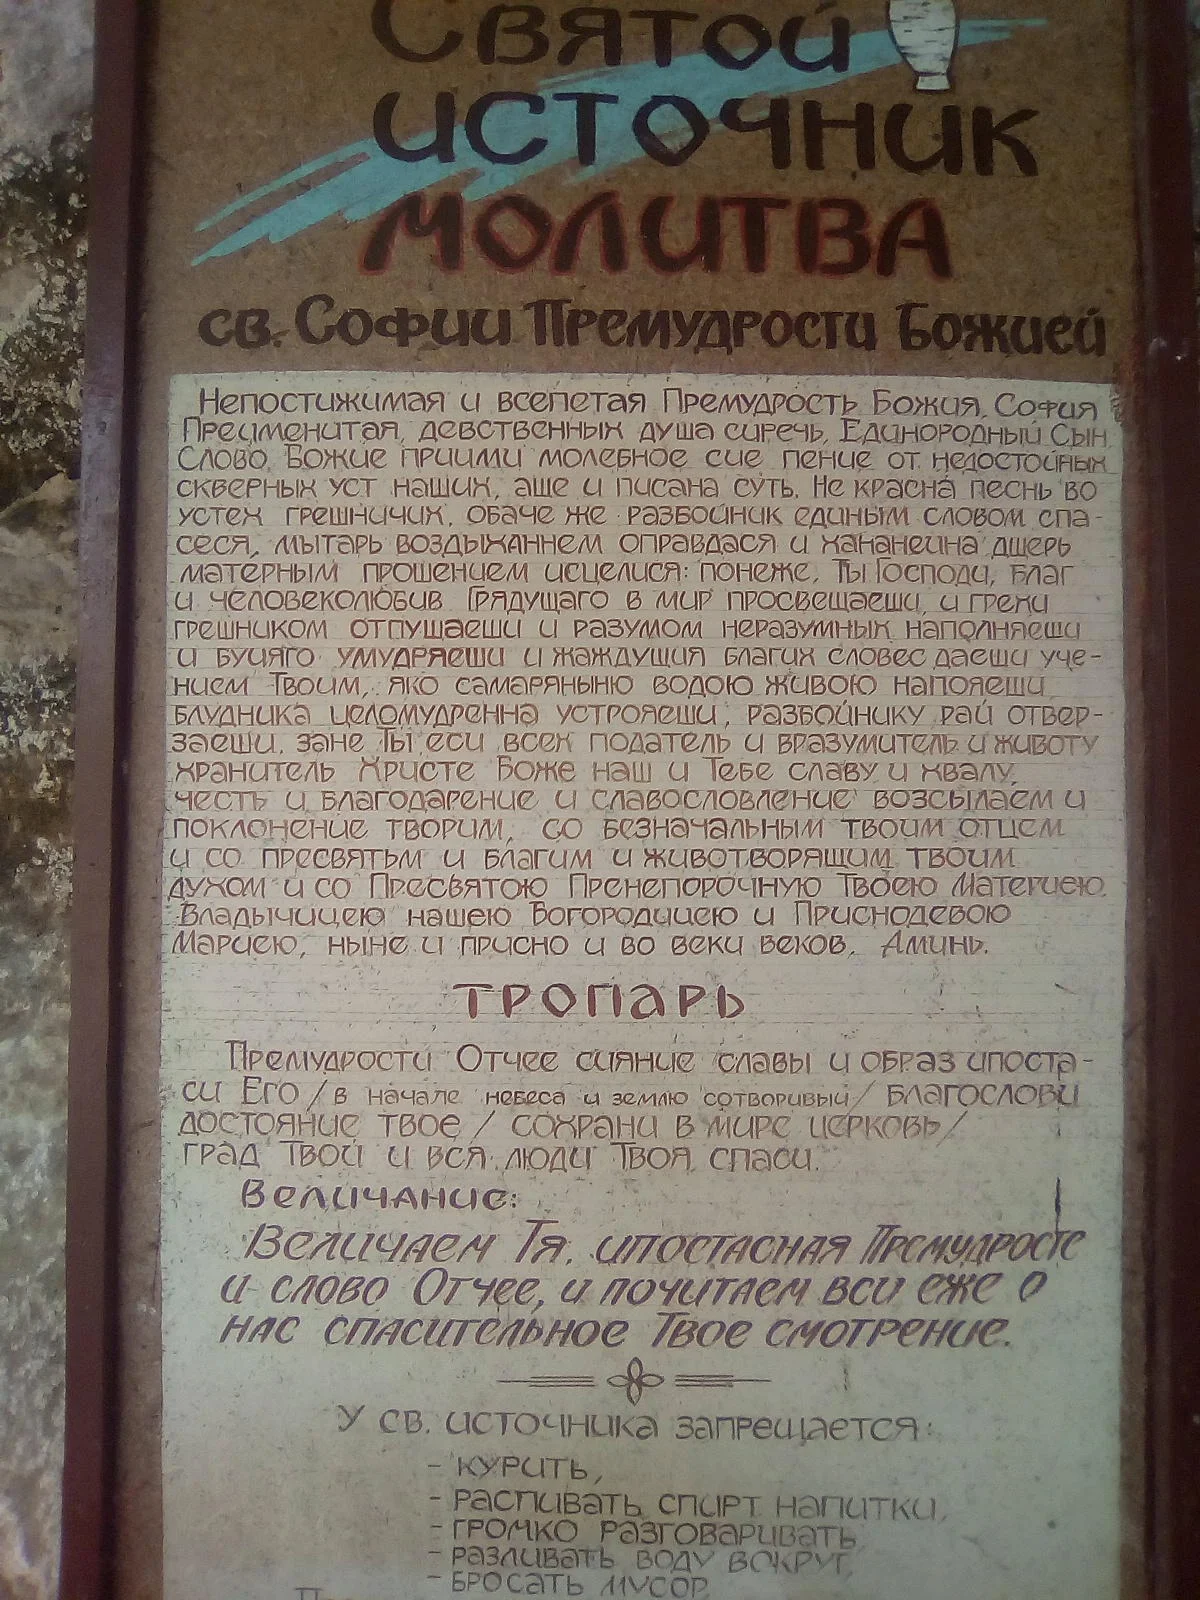 Святой
источник
молитва
св. Софии Премудрости Божией
Непостижимая и всепетая Премудрость Божия, София
Преименитая, девственных душа сиречь, Единородный Сын
Слово, Божие приими молебное сие пение от недостойных
скверных уст наших, аше и писана суть. Не красна песнь во
устех грешничих, обаче же разбойник единым словом спа-
сеся, мытарь воздыханнем оправдася и хананеина дщерь
матерным прошением исцелися: понеже, Ты Господи, благ
и человеколюбив Грядущаго в мир просвещаеши, и грехи
грешником отпущаеши и разумом неразумных наполняеши
и буияго умудряеши и жаждущия благих словес даеши уче-
нием Твоим, яко самаряныню водою живою напояеши,
блудника целомудренна устрояеши, разбойнику рай отвер-
заеши, зане Ты еси всех податель и вразумитель и животу
хранитель Христе Боже наш и Тебе славу и хвалу,
честь и благодарение и славословление возсылаем и
поклонение творим, со безначальным твоим отцем
и со пресвятьм и благим и животворящим твоим
духом и со Пресвятою Пренепорочную Твоею Материею.
Владычицею нашею Богородицею и Приснодевою
Мариею, ныне и присно и во веки веков. Аминь.
Тропарь
Премудрости Отчее сияние славы и образ ипоста-
си Его / в начале небеса и землю сотворивый / благослови
достояние твое / сохрани в мире церковь /
град Твой и вся люди Твоя спаси.
Величание:
Величаем Тя, ипостасная Премудросте
и слово Отчее, и почитаем вси еже о
нас спасительное Твое смотрение.
У св. источника запрещается:
- курить,
- распивать спирт напитки,
- громко разговаривать,
- разливать воду вокруг,
- бросать мусор,